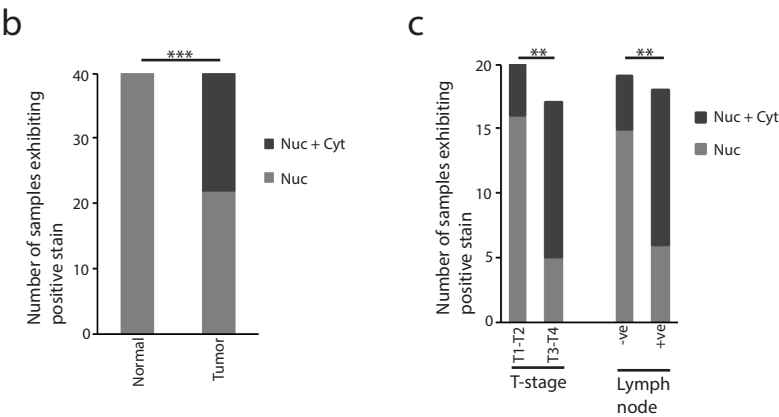 b
***
40
30
20
10
0
Number of samples exhibiting
positive stain
Normal
Tumor
Nuc + Cyt
Nuc
c
**
**
20
15
10
5
0
Number of samples exhibiting
positive stain
T1-T2
T3-T4
-ve
+ve
T-stage
Lymph
node
Nuc + Cyt
Nuc